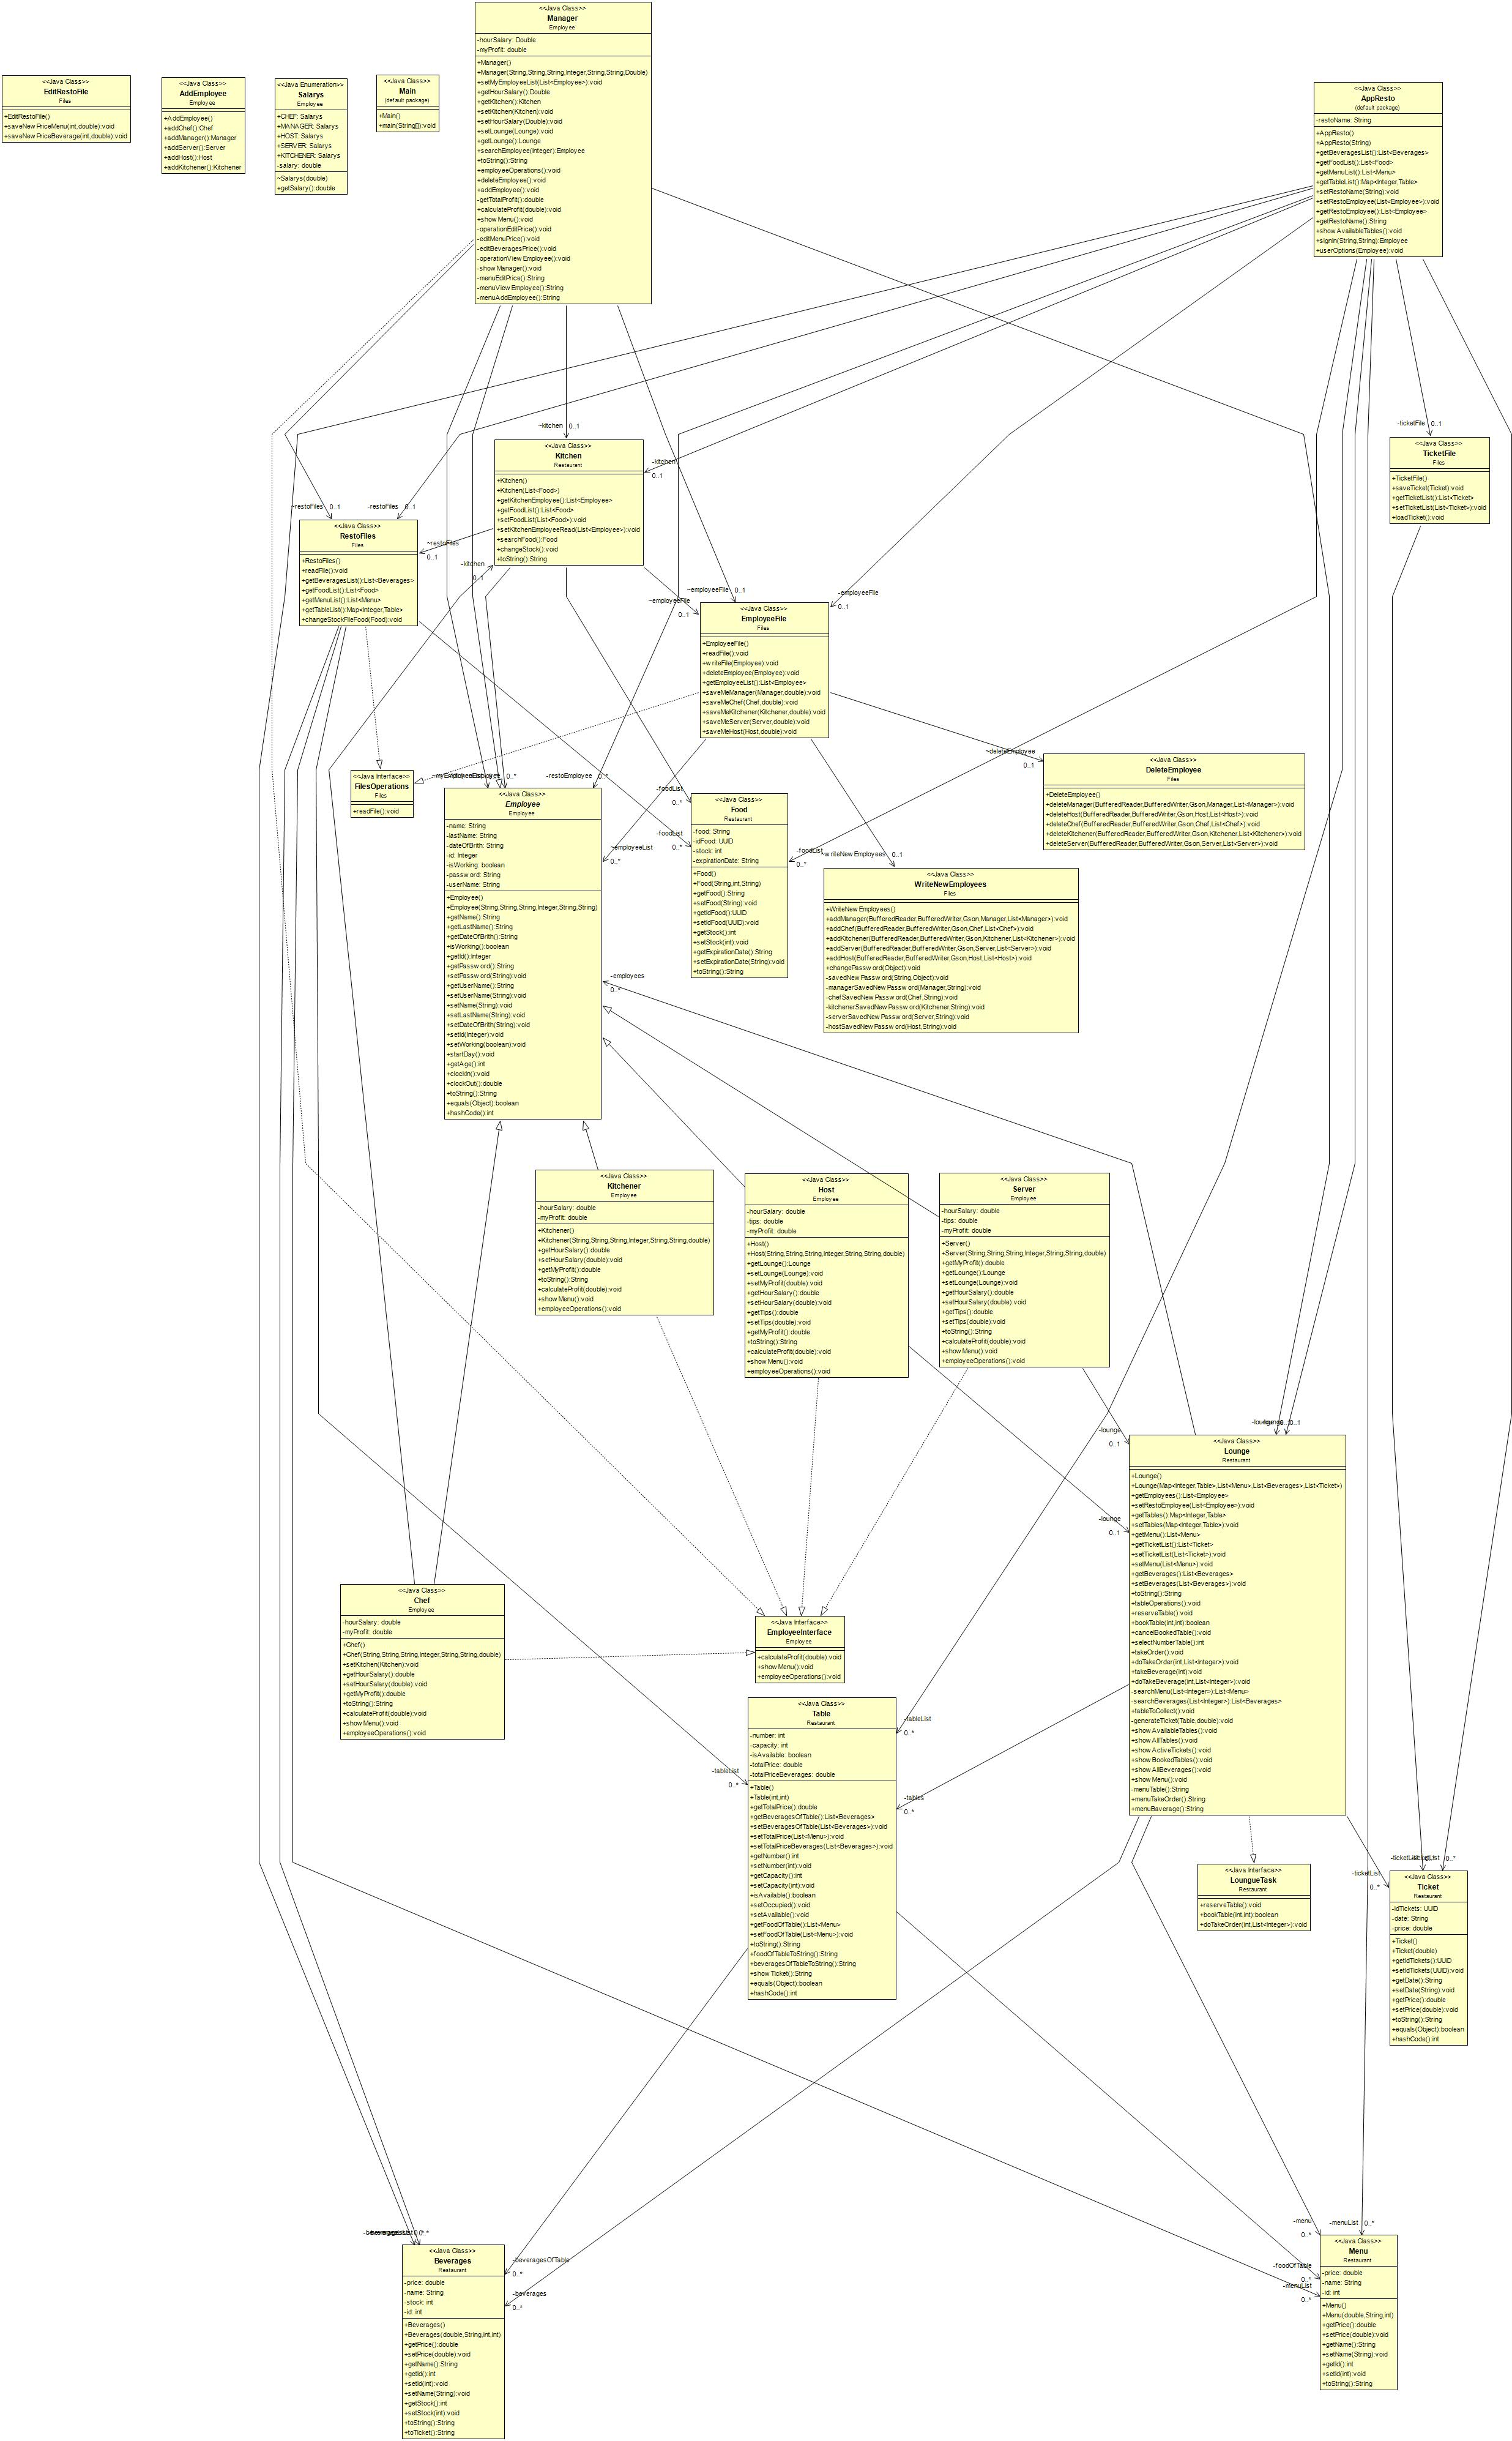 <<Java Class>>
Manager
Employee
-hourSalary: Double
-myProfit: double
+Manager()
+Manager(String,String,String,Integer,String,String,Double)
+setMyEmployeeList(List<Employee>):void
+getHourSalary():Double
+getKitchen():Kitchen
+setKitchen(Kitchen):void
+setHourSalary(Double):void
+setLounge(Lounge):void
+getLounge():Lounge
+searchEmployee(Integer):Employee
+toString():String
+employeeOperations():void
+deleteEmployee():void
+addEmployee():void
-getTotalProfit():double
+calculateProfit(double):void
+showMenu():void
-operationEditPrice():void
-editMenuPrice():void
-editBeveragesPrice():void
-operationViewEmployee():void
-showManager():void
-menuEditPrice():String
-menuViewEmployee():String
-menuAddEmployee():String
<<Java Class>>
EditRestoFile
Files
+EditRestoFile()
+saveNewPriceMenu(int,double):void
+saveNewPriceBeverage(int,double):void
<<Java Class>>
AddEmployee
Employee
+AddEmployee()
+addChef():Chef
+addManager():Manager
+addServer():Server
+addHost():Host
+addKitchener():Kitchener
<<Java Enumeration>>
Salarys
Employee
+CHEF: Salarys
+MANAGER: Salarys
+HOST: Salarys
+SERVER: Salarys
+KITCHENER: Salarys
-salary: double
~Salarys(double)
+getSalary():double
<<Java Class>>
Main
(default package)
+Main()
+main(String[]):void
<<Java Class>>
AppResto
(default package)
-restoName: String
+AppResto()
+AppResto(String)
+getBeveragesList():List<Beverages>
+getFoodList():List<Food>
+getMenuList():List<Menu>
+getTableList():Map<Integer,Table>
+setRestoName(String):void
+setRestoEmployee(List<Employee>):void
+getRestoEmployee():List<Employee>
+getRestoName():String
+showAvailableTables():void
+signIn(String,String):Employee
+userOptions(Employee):void
~kitchen 0..1
-ticketFile 0..1
<<Java Class>>
Kitchen
Restaurant
+Kitchen()
+Kitchen(List<Food>)
+getKitchenEmployee():List<Employee>
+getFoodList():List<Food>
+setFoodList(List<Food>):void
+setKitchenEmployeeRead(List<Employee>):void
+searchFood():Food
+changeStock():void
+toString():String
-kitchen
0..1
<<Java Class>>
TicketFile
Files
+TicketFile()
+saveTicket(Ticket):void
+getTicketList():List<Ticket>
+setTicketList(List<Ticket>):void
+loadTicket():void
~restoFiles 0..1
-restoFiles 0..1
<<Java Class>>
RestoFiles
Files
+RestoFiles()
+readFile():void
+getBeveragesList():List<Beverages>
+getFoodList():List<Food>
+getMenuList():List<Menu>
+getTableList():Map<Integer,Table>
+changeStockFileFood(Food):void
~restoFiles
0..1
-kitchen
0..1
~employeeFile 0..1
~employeeFile
0..1
-employeeFile
0..1
<<Java Class>>
EmployeeFile
Files
+EmployeeFile()
+readFile():void
+writeFile(Employee):void
+deleteEmployee(Employee):void
+getEmployeeList():List<Employee>
+saveMeManager(Manager,double):void
+saveMeChef(Chef,double):void
+saveMeKitchener(Kitchener,double):void
+saveMeServer(Server,double):void
+saveMeHost(Host,double):void
<<Java Interface>>
FilesOperations
Files
+readFile():void
0..*
-restoEmployee 0..*
~deleteEmployee
0..1
<<Java Class>>
DeleteEmployee
Files
+DeleteEmployee()
+deleteManager(BufferedReader,BufferedWriter,Gson,Manager,List<Manager>):void
+deleteHost(BufferedReader,BufferedWriter,Gson,Host,List<Host>):void
+deleteChef(BufferedReader,BufferedWriter,Gson,Chef,List<Chef>):void
+deleteKitchener(BufferedReader,BufferedWriter,Gson,Kitchener,List<Kitchener>):void
+deleteServer(BufferedReader,BufferedWriter,Gson,Server,List<Server>):void
<<Java Class>>
Employee
Employee
-name: String
-lastName: String
-dateOfBrith: String
-id: Integer
-isWorking: boolean
-password: String
-userName: String
+Employee()
+Employee(String,String,String,Integer,String,String)
+getName():String
+getLastName():String
+getDateOfBrith():String
+isWorking():boolean
+getId():Integer
+getPassword():String
+setPassword(String):void
+getUserName():String
+setUserName(String):void
+setName(String):void
+setLastName(String):void
+setDateOfBrith(String):void
+setId(Integer):void
+setWorking(boolean):void
+startDay():void
+getAge():int
+clockIn():void
+clockOut():double
+toString():String
+equals(Object):boolean
+hashCode():int
~employeeList
0..*
-foodList
0..*
-foodList
0..*
<<Java Class>>
Food
Restaurant
-food: String
-idFood: UUID
-stock: int
-expirationDate: String
+Food()
+Food(String,int,String)
+getFood():String
+setFood(String):void
+getIdFood():UUID
+setIdFood(UUID):void
+getStock():int
+setStock(int):void
+getExpirationDate():String
+setExpirationDate(String):void
+toString():String
-foodList
0..*
~writeNewEmployees 0..1
<<Java Class>>
WriteNewEmployees
Files
+WriteNewEmployees()
+addManager(BufferedReader,BufferedWriter,Gson,Manager,List<Manager>):void
+addChef(BufferedReader,BufferedWriter,Gson,Chef,List<Chef>):void
+addKitchener(BufferedReader,BufferedWriter,Gson,Kitchener,List<Kitchener>):void
+addServer(BufferedReader,BufferedWriter,Gson,Server,List<Server>):void
+addHost(BufferedReader,BufferedWriter,Gson,Host,List<Host>):void
+changePassword(Object):void
-savedNewPassword(String,Object):void
-managerSavedNewPassword(Manager,String):void
-chefSavedNewPassword(Chef,String):void
-kitchenerSavedNewPassword(Kitchener,String):void
-serverSavedNewPassword(Server,String):void
-hostSavedNewPassword(Host,String):void
-employees
0..*
<<Java Class>>
Kitchener
Employee
-hourSalary: double
-myProfit: double
+Kitchener()
+Kitchener(String,String,String,Integer,String,String,double)
+getHourSalary():double
+setHourSalary(double):void
+getMyProfit():double
+toString():String
+calculateProfit(double):void
+showMenu():void
+employeeOperations():void
<<Java Class>>
Host
Employee
-hourSalary: double
-tips: double
-myProfit: double
+Host()
+Host(String,String,String,Integer,String,String,double)
+getLounge():Lounge
+setLounge(Lounge):void
+setMyProfit(double):void
+getHourSalary():double
+setHourSalary(double):void
+getTips():double
+setTips(double):void
+getMyProfit():double
+toString():String
+calculateProfit(double):void
+showMenu():void
+employeeOperations():void
<<Java Class>>
Server
Employee
-hourSalary: double
-tips: double
-myProfit: double
+Server()
+Server(String,String,String,Integer,String,String,double)
+getMyProfit():double
+getLounge():Lounge
+setLounge(Lounge):void
+getHourSalary():double
+setHourSalary(double):void
+getTips():double
+setTips(double):void
+toString():String
+calculateProfit(double):void
+showMenu():void
+employeeOperations():void
-lounge
0..1
-lounge
0..1
-lounge 0..1
<<Java Class>>
Lounge
Restaurant
+Lounge()
+Lounge(Map<Integer,Table>,List<Menu>,List<Beverages>,List<Ticket>)
+getEmployees():List<Employee>
+setRestoEmployee(List<Employee>):void
+getTables():Map<Integer,Table>
+setTables(Map<Integer,Table>):void
+getMenu():List<Menu>
+getTicketList():List<Ticket>
+setTicketList(List<Ticket>):void
+setMenu(List<Menu>):void
+getBeverages():List<Beverages>
+setBeverages(List<Beverages>):void
+toString():String
+tableOperations():void
+reserveTable():void
+bookTable(int,int):boolean
+cancelBookedTable():void
+selectNumberTable():int
+takeOrder():void
+doTakeOrder(int,List<Integer>):void
+takeBeverage(int):void
+doTakeBeverage(int,List<Integer>):void
-searchMenu(List<Integer>):List<Menu>
-searchBeverages(List<Integer>):List<Beverages>
+tableToCollect():void
-generateTicket(Table,double):void
+showAvailableTables():void
+showAllTables():void
+showActiveTickets():void
+showBookedTables():void
+showAllBeverages():void
+showMenu():void
-menuTable():String
+menuTakeOrder():String
+menuBaverage():String
<<Java Class>>
Chef
Employee
-hourSalary: double
-myProfit: double
+Chef()
+Chef(String,String,String,Integer,String,String,double)
+setKitchen(Kitchen):void
+getHourSalary():double
+setHourSalary(double):void
+getMyProfit():double
+toString():String
+calculateProfit(double):void
+showMenu():void
+employeeOperations():void
<<Java Interface>>
EmployeeInterface
Employee
+calculateProfit(double):void
+showMenu():void
+employeeOperations():void
-tableList
0..*
<<Java Class>>
Table
Restaurant
-number: int
-capacity: int
-isAvailable: boolean
-totalPrice: double
-totalPriceBeverages: double
+Table()
+Table(int,int)
+getTotalPrice():double
+getBeveragesOfTable():List<Beverages>
+setBeveragesOfTable(List<Beverages>):void
+setTotalPrice(List<Menu>):void
+setTotalPriceBeverages(List<Beverages>):void
+getNumber():int
+setNumber(int):void
+getCapacity():int
+setCapacity(int):void
+isAvailable():boolean
+setOccupied():void
+setAvailable():void
+getFoodOfTable():List<Menu>
+setFoodOfTable(List<Menu>):void
+toString():String
+foodOfTableToString():String
+beveragesOfTableToString():String
+showTicket():String
+equals(Object):boolean
+hashCode():int
-tableList
0..*
-tables
0..*
<<Java Interface>>
LoungueTask
Restaurant
+reserveTable():void
+bookTable(int,int):boolean
+doTakeOrder(int,List<Integer>):void
-ticketList
0..*
0..*
<<Java Class>>
Ticket
Restaurant
-idTickets: UUID
-date: String
-price: double
+Ticket()
+Ticket(double)
+getIdTickets():UUID
+setIdTickets(UUID):void
+getDate():String
+setDate(String):void
+getPrice():double
+setPrice(double):void
+toString():String
+equals(Object):boolean
+hashCode():int
<<Java Class>>
Beverages
Restaurant
-price: double
-name: String
-stock: int
-id: int
+Beverages()
+Beverages(double,String,int,int)
+getPrice():double
+setPrice(double):void
+getName():String
+getId():int
+setId(int):void
+setName(String):void
+getStock():int
+setStock(int):void
+toString():String
+toTicket():String
-beveragesOfTable
0..*
-beverages
0..*
-menu
0..*
-menuList 0..*
-foodOfTable
0..*
-menuList
0..*
<<Java Class>>
Menu
Restaurant
-price: double
-name: String
-id: int
+Menu()
+Menu(double,String,int)
+getPrice():double
+setPrice(double):void
+getName():String
+setName(String):void
+getId():int
+setId(int):void
+toString():String